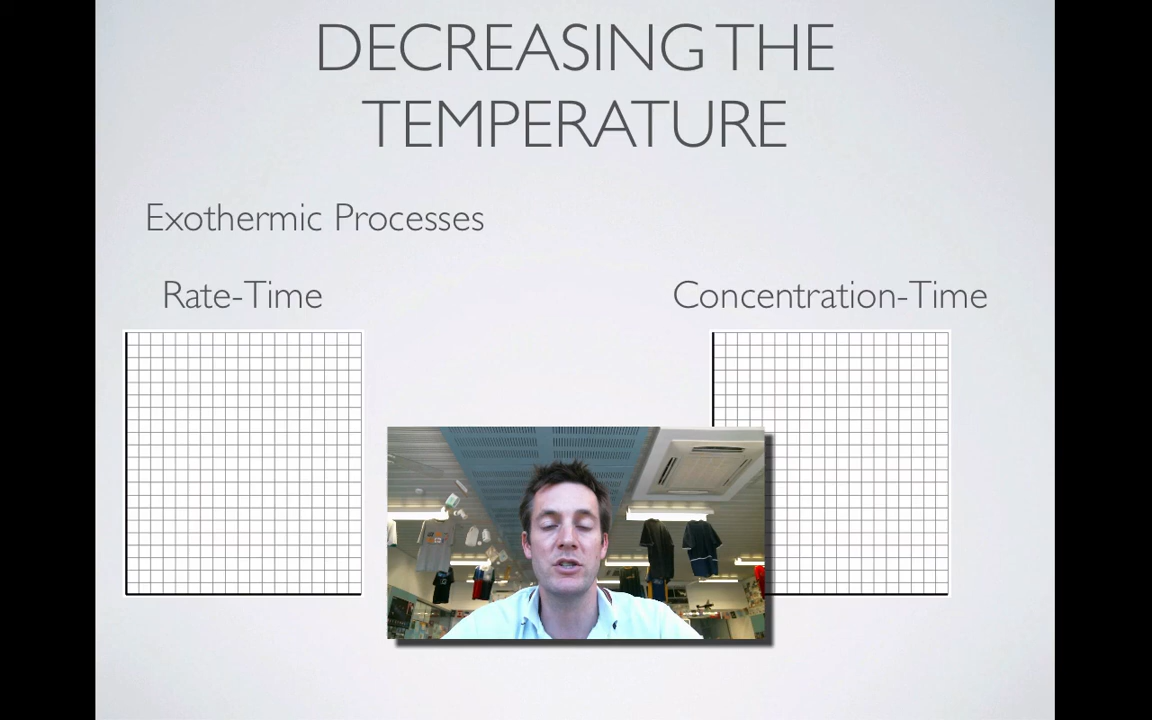 DECREASING THE
TEMPERATURE
Exothermic Processes
Rate-Time
Concentration-Time